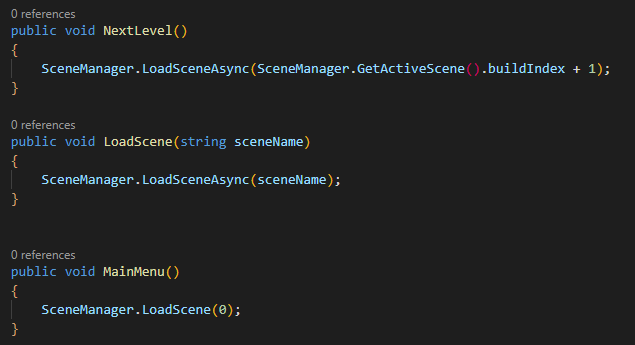 0 references
public void NextLevel()
{
    SceneManager.LoadSceneAsync(SceneManager.GetActiveScene().buildIndex + 1);
}
0 references
public void LoadScene(string sceneName)
{
    SceneManager.LoadSceneAsync(sceneName);
}
0 references
public void MainMenu()
{
    SceneManager.LoadScene(0);
}